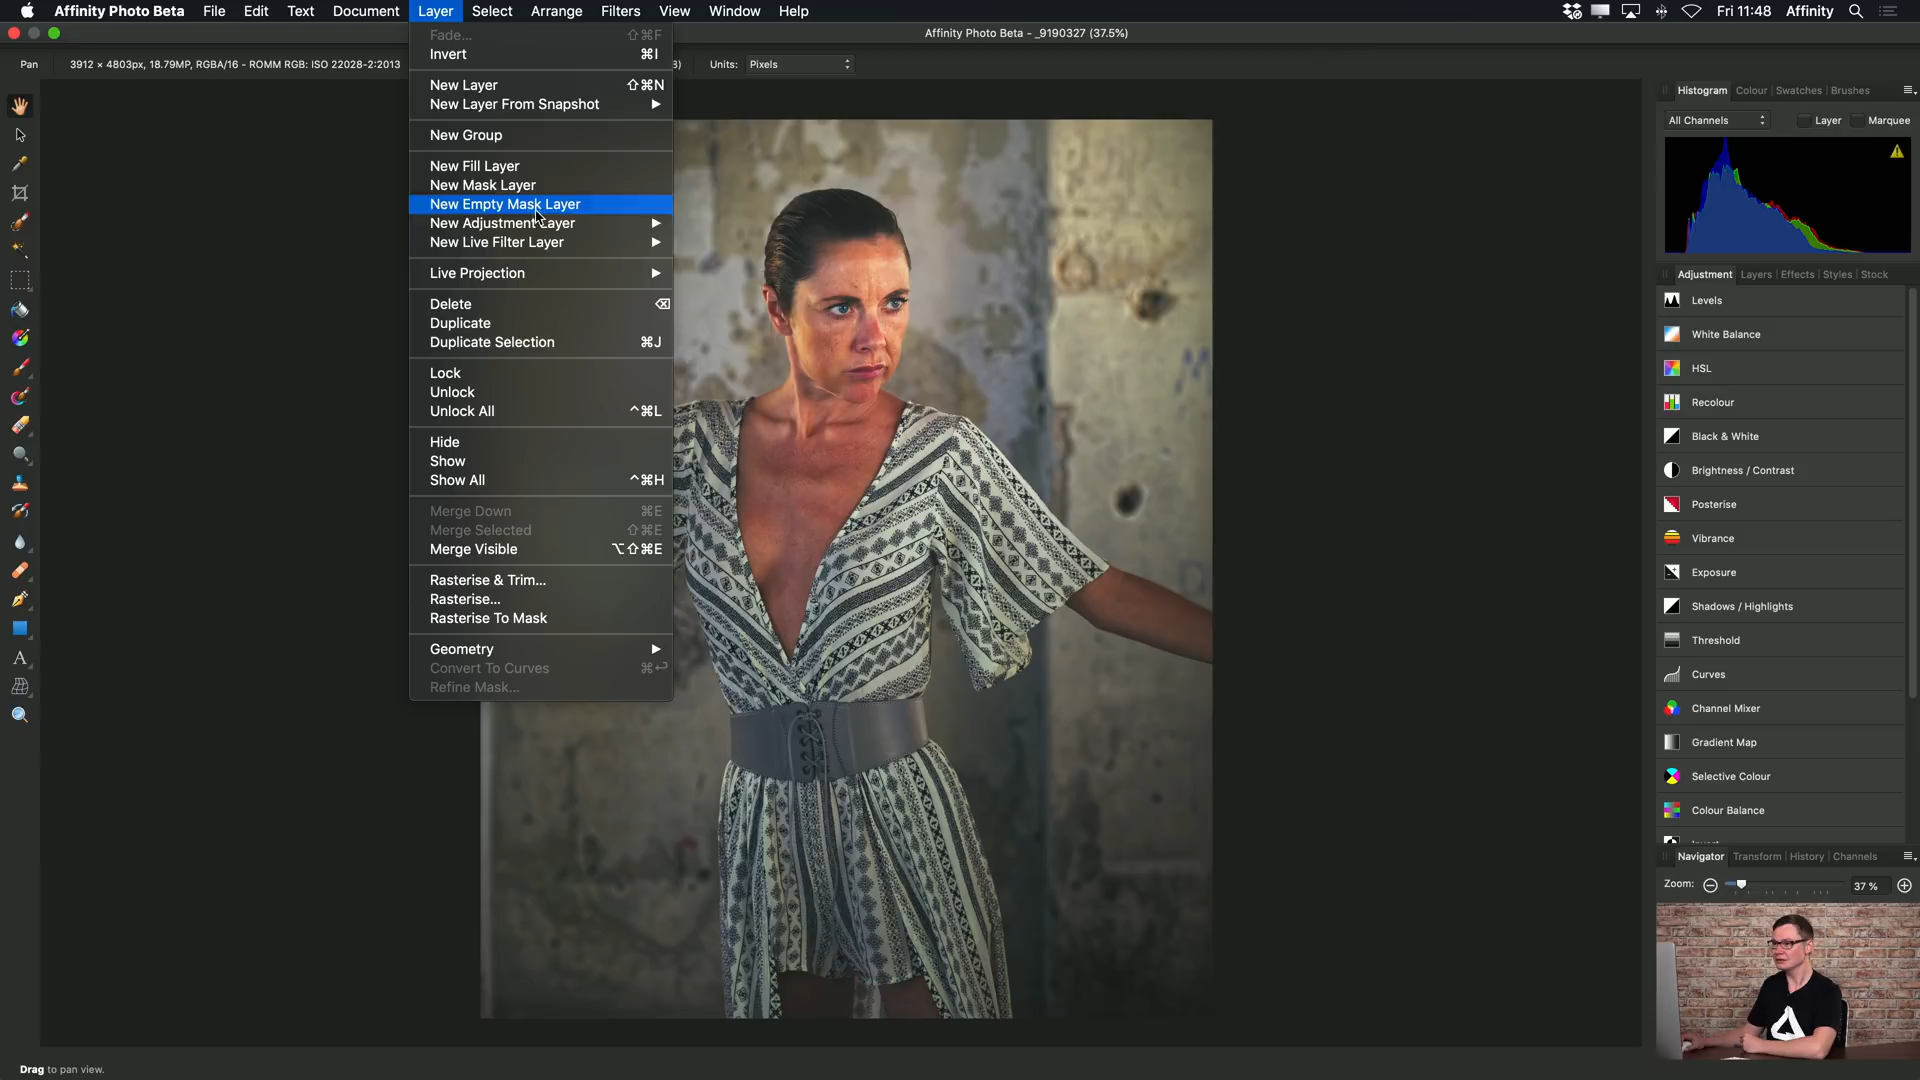 Affinity Photo Beta File Edit Text Document Layer Select Arrange Filters View Window Help Fri 11:48 Affinity
Affinity Photo Beta - _9190327 (37.5%)
Pan 3912 × 4803px, 18.79MP, RGBA/16 - ROMM RGB: ISO 22028-2:2013 3) Units: Pixels
Fade... ⇧⌘F
Invert ⌘I
New Layer ⇧⌘N
New Layer From Snapshot
New Group
New Fill Layer
New Mask Layer
New Empty Mask Layer
New Adjustment Layer
New Live Filter Layer
Live Projection
Delete ⌫
Duplicate
Duplicate Selection ⌘J
Lock
Unlock
Unlock All ^⌘L
Hide
Show
Show All ^⌘H
Merge Down ⌘E
Merge Selected ⇧⌘E
Merge Visible ⌥⇧⌘E
Rasterise & Trim...
Rasterise...
Rasterise To Mask
Geometry
Convert To Curves ⌘↩
Refine Mask...
Histogram Colour Swatches Brushes
All Channels Layer Marquee
Adjustment Layers Effects Styles Stock
Levels
White Balance
HSL
Recolour
Black & White
Brightness / Contrast
Posterise
Vibrance
Exposure
Shadows / Highlights
Threshold
Curves
Channel Mixer
Gradient Map
Selective Colour
Colour Balance
Navigator Transform History Channels
Zoom: 37 %
Drag to pan view.